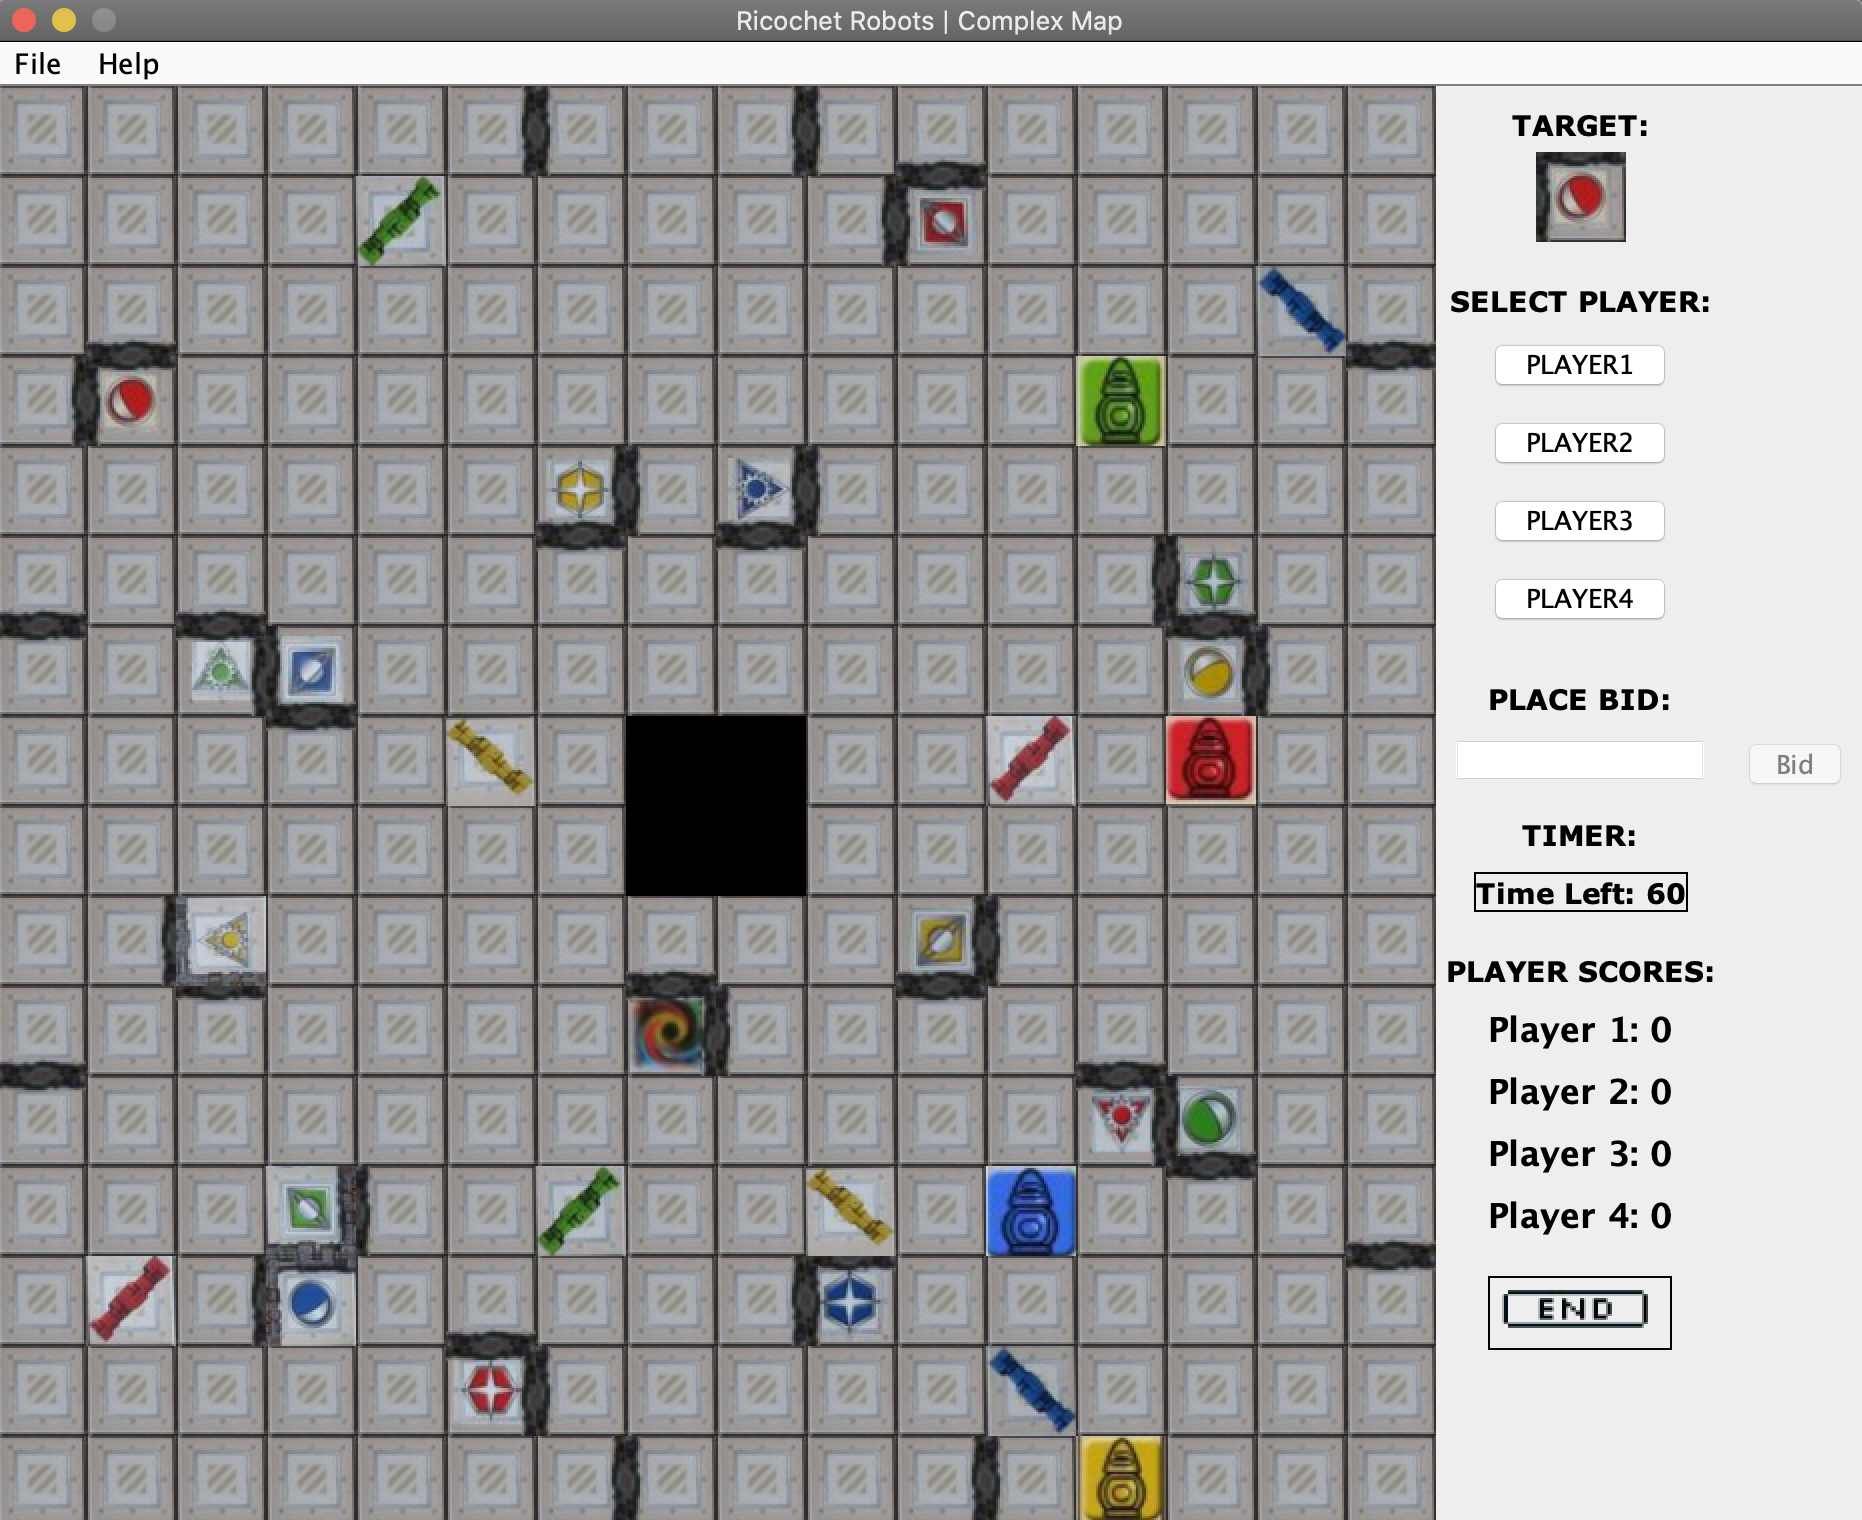 Ricochet Robots | Complex Map
File Help
TARGET:
SELECT PLAYER:
PLAYER1
PLAYER2
PLAYER3
PLAYER4
PLACE BID:
Bid
TIMER:
Time Left: 60
PLAYER SCORES:
Player 1: 0
Player 2: 0
Player 3: 0
Player 4: 0
END